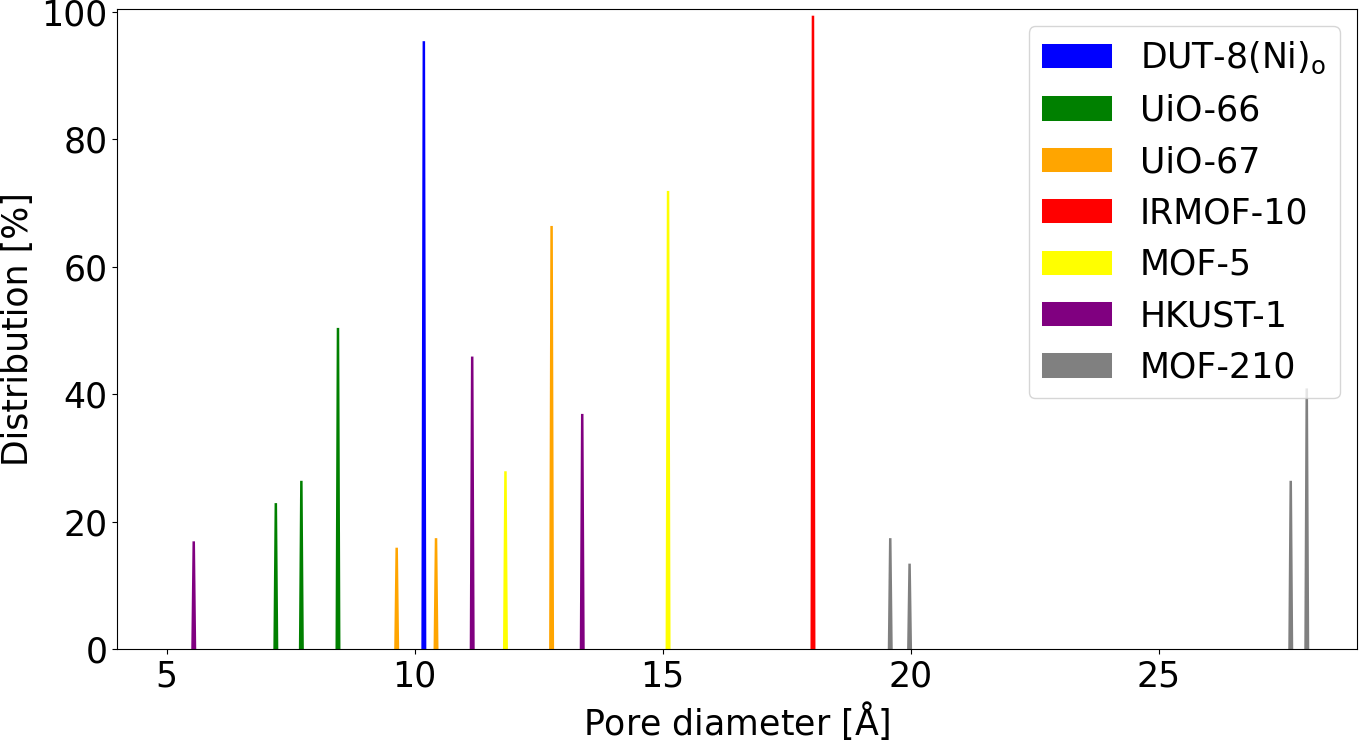 Distribution [%]
100
80
60
40
20
0
5 10 15 20 25
Pore diameter [Å]
DUT-8(Ni)ₒ
UiO-66
UiO-67
IRMOF-10
MOF-5
HKUST-1
MOF-210